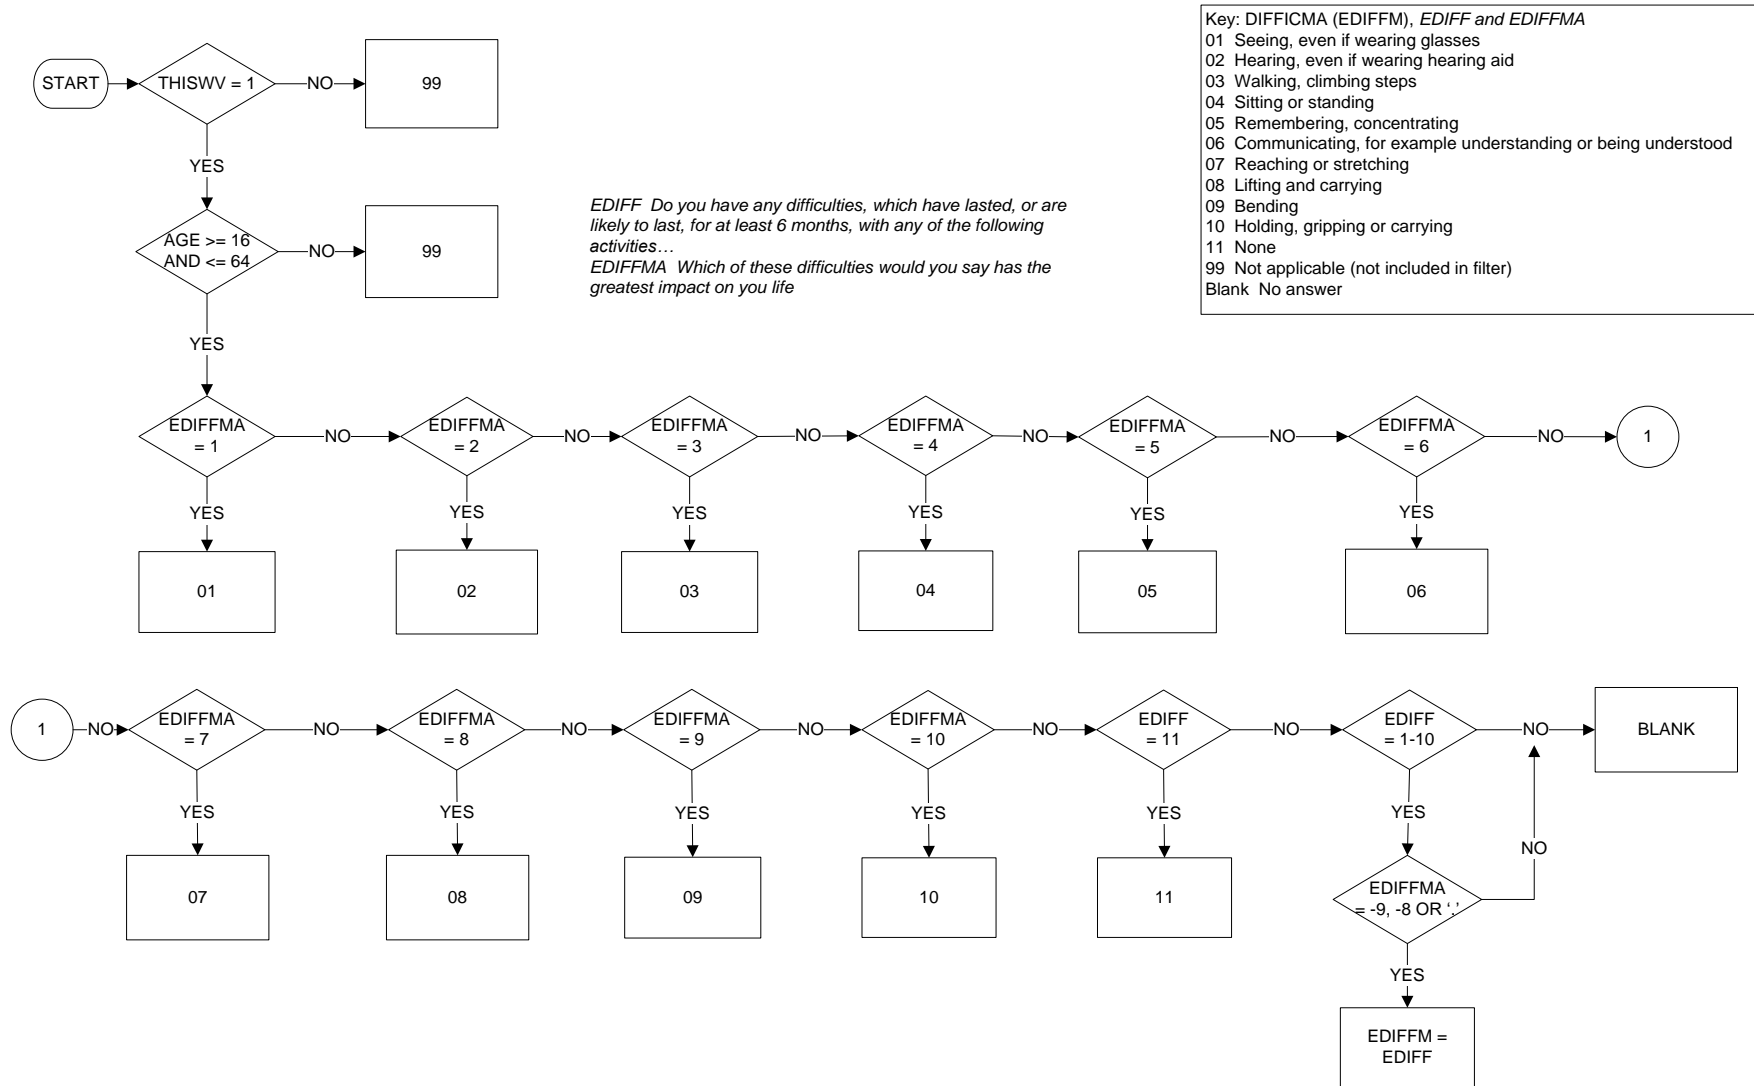 Key: DIFFICMA (EDIFFM), EDIFF and EDIFFMA
01 Seeing, even if wearing glasses
02 Hearing, even if wearing hearing aid
03 Walking, climbing steps
04 Sitting or standing
05 Remembering, concentrating
06 Communicating, for example understanding or being understood
07 Reaching or stretching
08 Lifting and carrying
09 Bending
10 Holding, gripping or carrying
11 None
99 Not applicable (not included in filter)
Blank No answer
START
THISWV = 1
NO
99
YES
AGE >= 16
AND <= 64
NO
99
EDIFF Do you have any difficulties, which have lasted, or are
likely to last, for at least 6 months, with any of the following
activities…
EDIFFMA Which of these difficulties would you say has the
greatest impact on you life
YES
EDIFFMA
= 1
NO
EDIFFMA
= 2
NO
EDIFFMA
= 3
NO
EDIFFMA
= 4
NO
EDIFFMA
= 5
NO
EDIFFMA
= 6
NO
1
YES
YES
YES
YES
YES
YES
01
02
03
04
05
06
1
NO
EDIFFMA
= 7
NO
EDIFFMA
= 8
NO
EDIFFMA
= 9
NO
EDIFFMA
= 10
NO
EDIFF
= 11
NO
EDIFF
= 1-10
NO
BLANK
YES
YES
YES
YES
YES
YES
NO
07
08
09
10
11
EDIFFMA
= -9, -8 OR ‘.’
YES
EDIFFM =
EDIFF